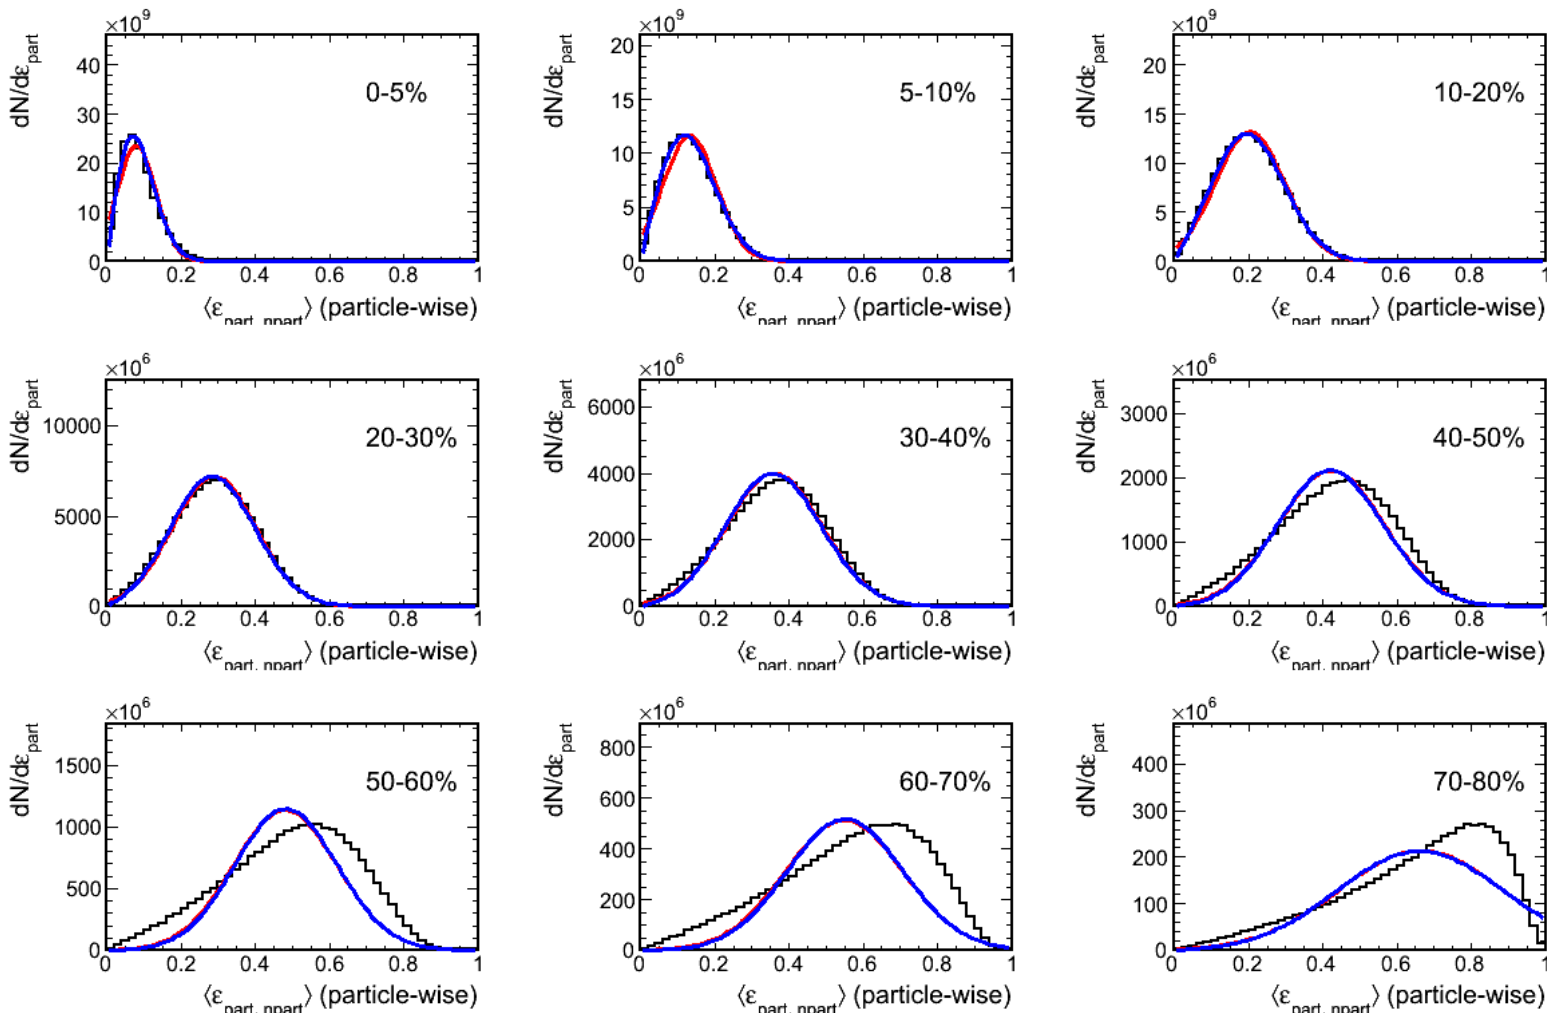 ×10⁹ ×10⁹ ×10⁹
dN/dε_part 0-5% dN/dε_part 5-10% dN/dε_part 10-20%
40 20 20
30 15 15
20 10 10
10 5 5
0 0 0
0 0.2 0.4 0.6 0.8 1 0 0.2 0.4 0.6 0.8 1 0 0.2 0.4 0.6 0.8 1
⟨ε_part, npart⟩ (particle-wise) ⟨ε_part, npart⟩ (particle-wise) ⟨ε_part, npart⟩ (particle-wise)
×10⁶ ×10⁶ ×10⁶
dN/dε_part 20-30% dN/dε_part 30-40% dN/dε_part 40-50%
10000 6000 3000
5000 4000 2000
0 2000 1000
0 0
0 0.2 0.4 0.6 0.8 1 0 0.2 0.4 0.6 0.8 1 0 0.2 0.4 0.6 0.8 1
⟨ε_part, npart⟩ (particle-wise) ⟨ε_part, npart⟩ (particle-wise) ⟨ε_part, npart⟩ (particle-wise)
×10⁶ ×10⁶ ×10⁶
dN/dε_part 50-60% dN/dε_part 60-70% dN/dε_part 70-80%
1500 800 400
1000 600 300
500 400 200
0 200 100
0 0
0 0.2 0.4 0.6 0.8 1 0 0.2 0.4 0.6 0.8 1 0 0.2 0.4 0.6 0.8 1
⟨ε_part, npart⟩ (particle-wise) ⟨ε_part, npart⟩ (particle-wise) ⟨ε_part, npart⟩ (particle-wise)